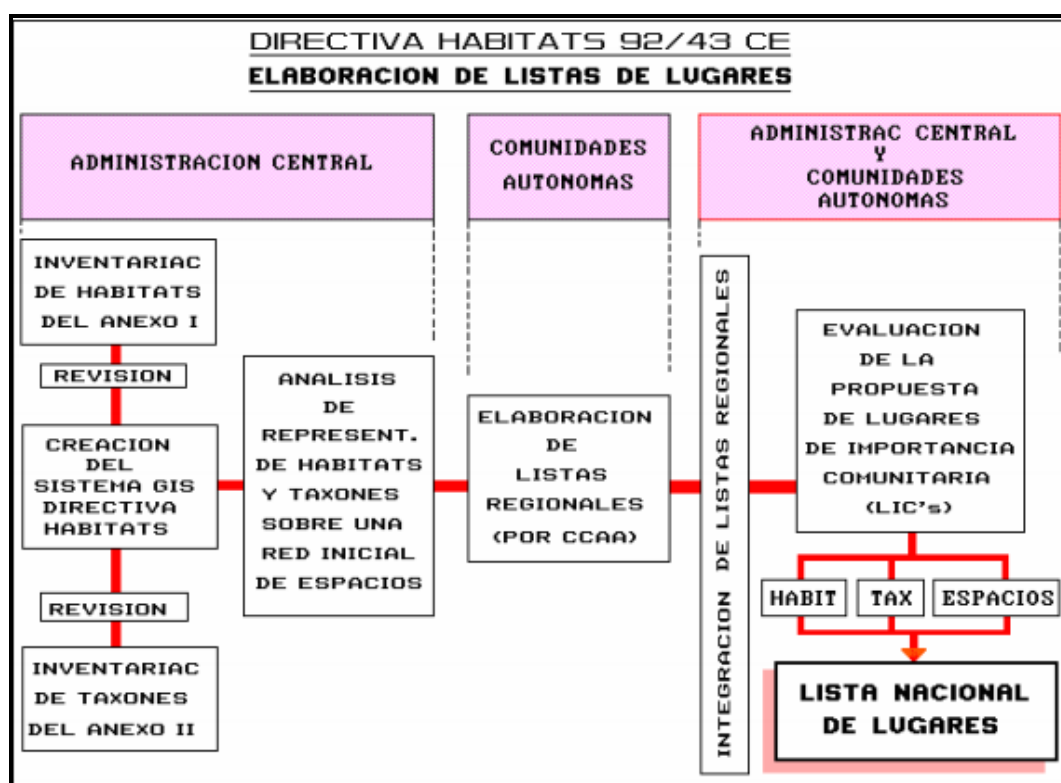 DIRECTIVA HABITATS 92/43 CE
ELABORACION DE LISTAS DE LUGARES
ADMINISTRACION CENTRAL
COMUNIDADES
AUTONOMAS
ADMINISTRAC CENTRAL
Y
COMUNIDADES
AUTONOMAS
INVENTARIAC
DE HABITATS
DEL ANEXO I
REVISION
CREACION
DEL
SISTEMA GIS
DIRECTIVA
HABITATS
REVISION
INVENTARIAC
DE TAXONES
DEL ANEXO II
ANALISIS
DE
REPRESENT.
DE HABITATS
Y TAXONES
SOBRE UNA
RED INICIAL
DE ESPACIOS
ELABORACION
DE
LISTAS
REGIONALES
(POR CCAA)
INTEGRACION DE LISTAS REGIONALES
EVALUACION
DE LA
PROPUESTA
DE LUGARES
DE IMPORTANCIA
COMUNITARIA
(LIC's)
HABIT
TAX
ESPACIOS
LISTA NACIONAL
DE LUGARES